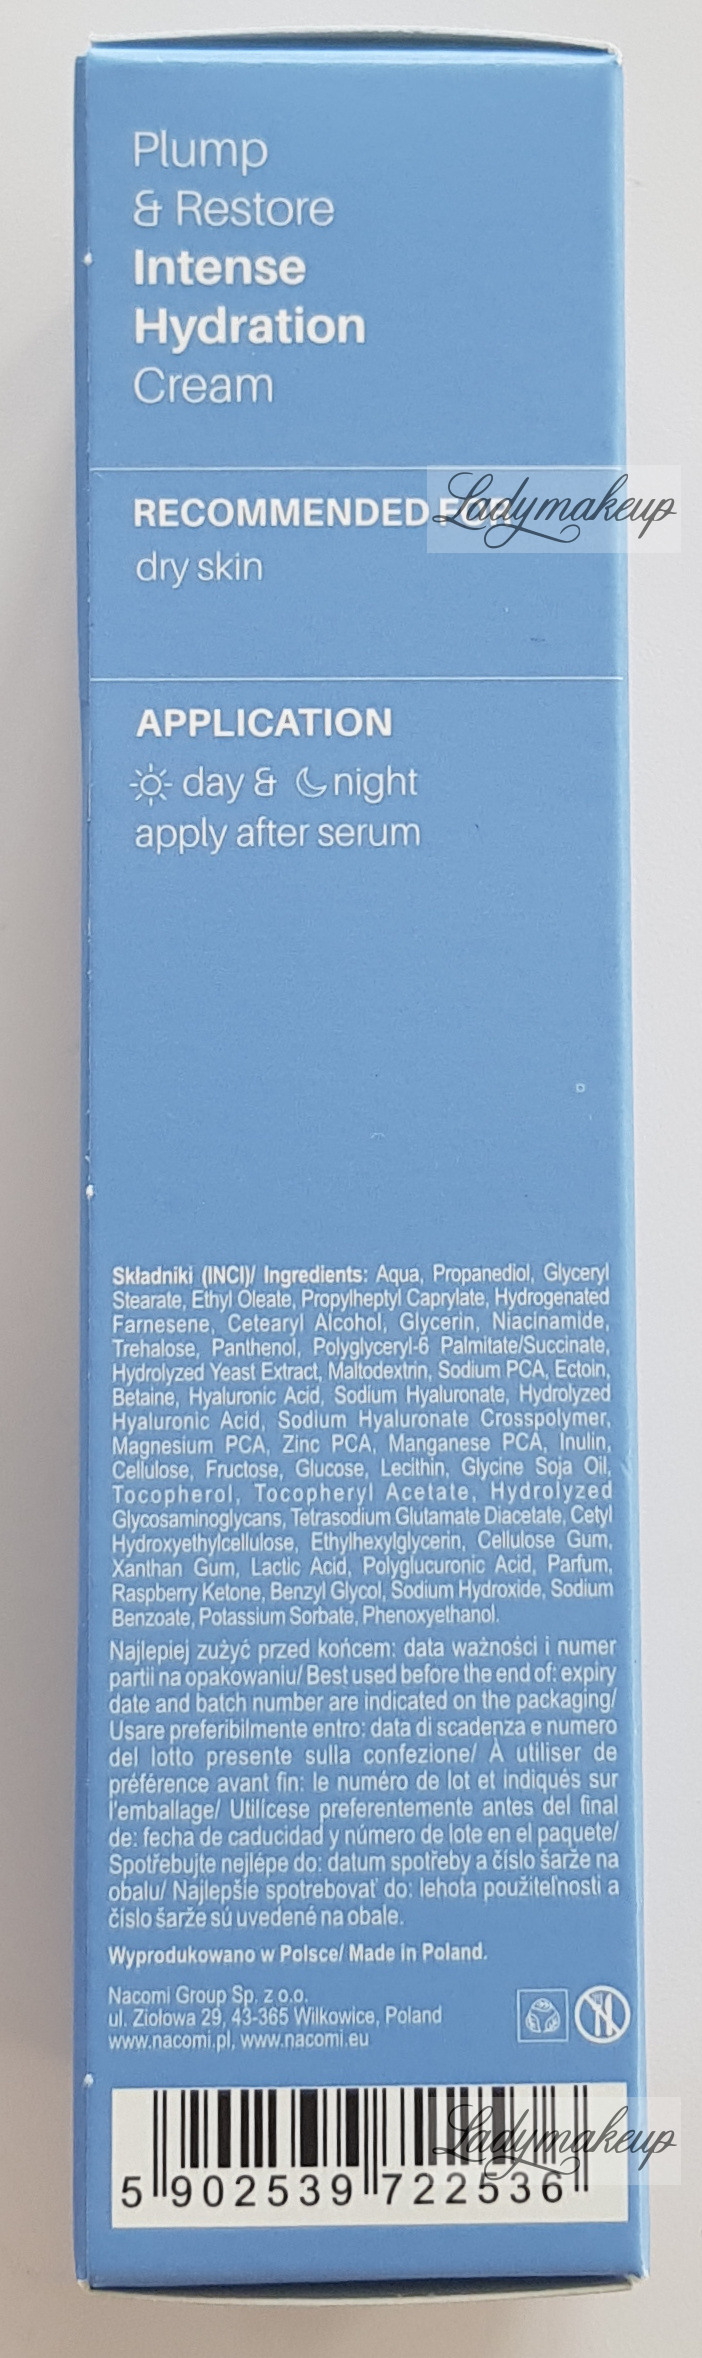 Plump
& Restore
Intense
Hydration
Cream
RECOMMENDED FOR
Ladymakeup
dry skin
APPLICATION
day & night
apply after serum
Składniki (INCI)/ Ingredients: Aqua, Propanediol, Glyceryl
Stearate, Ethyl Oleate, Propylheptyl Caprylate, Hydrogenated
Farnesene, Cetearyl Alcohol, Glycerin, Niacinamide,
Trehalose, Panthenol, Polyglyceryl-6 Palmitate/Succinate,
Hydrolyzed Yeast Extract, Maltodextrin, Sodium PCA, Ectoin,
Betaine, Hyaluronic Acid, Sodium Hyaluronate, Hydrolyzed
Hyaluronic Acid, Sodium Hyaluronate Crosspolymer,
Magnesium PCA, Zinc PCA, Manganese PCA, Inulin,
Cellulose, Fructose, Glucose, Lecithin, Glycine Soja Oil,
Tocopherol, Tocopheryl Acetate, Hydrolyzed
Glycosaminoglycans, Tetrasodium Glutamate Diacetate, Cetyl
Hydroxyethylcellulose, Ethylhexylglycerin, Cellulose Gum,
Xanthan Gum, Lactic Acid, Polyglucuronic Acid, Parfum,
Raspberry Ketone, Benzyl Glycol, Sodium Hydroxide, Sodium
Benzoate, Potassium Sorbate, Phenoxyethanol.
Najlepiej zużyć przed końcem: data ważności i numer
partii na opakowaniu/ Best used before the end of: expiry
date and batch number are indicated on the packaging/
Usare preferibilmente entro: data di scadenza e numero
del lotto presente sulla confezione/ À utiliser de
préférence avant fin: le numéro de lot et indiqués sur
l'emballage/ Utilícese preferentemente antes del final
de: fecha de caducidad y número de lote en el paquete/
Spotřebujte nejlépe do: datum spotřeby a číslo šarže na
obalu/ Najlepšie spotrebovať do: lehota použiteľnosti a
číslo šarže sú uvedené na obale.
Wyprodukowano w Polsce/ Made in Poland.
Nacomi Group Sp. z o.o.
ul. Ziołowa 29, 43-365 Wilkowice, Poland
www.nacomi.pl, www.nacomi.eu
Ladymakeup
5 902539 722536